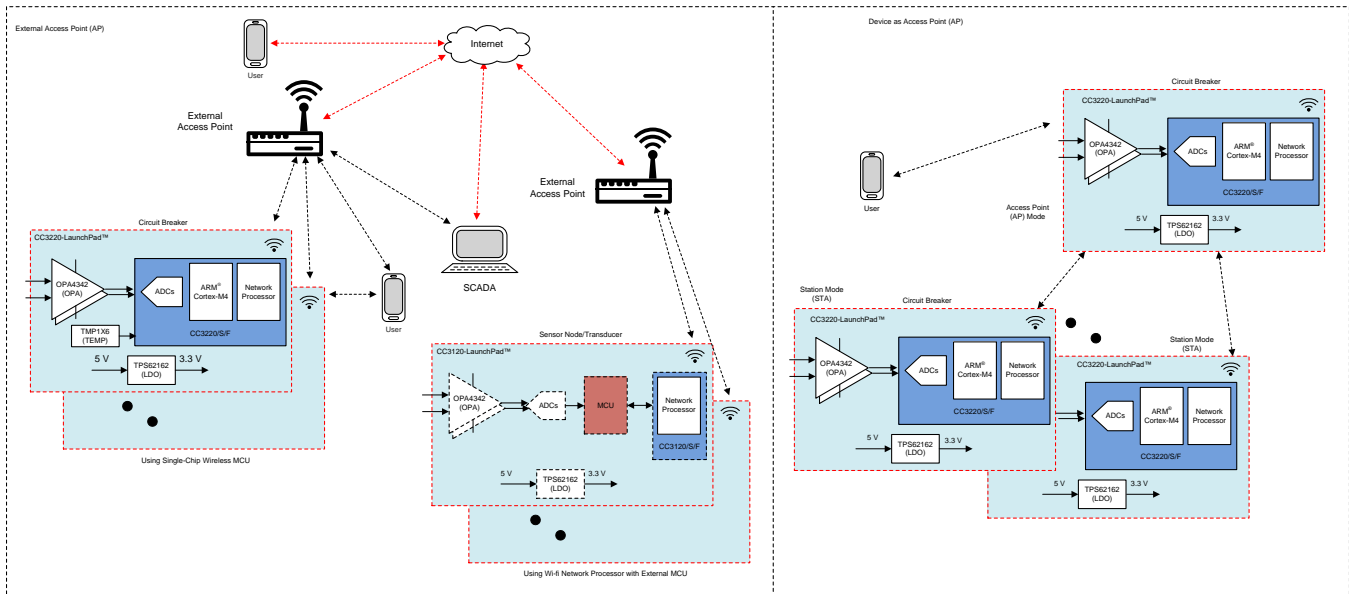 External Access Point (AP)
User
Internet
External
Access Point
External
Access Point
Circuit Breaker
CC3220-LaunchPad™
OPA4342
(OPA)
ADCs
ARM®
Cortex-M4
Network
Processor
CC3220/S/F
TMP1X6
(TEMP)
5 V
TPS62162
(LDO)
3.3 V
Using Single-Chip Wireless MCU
User
SCADA
Sensor Node/Transducer
CC3120-LaunchPad™
OPA4342
(OPA)
ADCs
MCU
Network
Processor
CC3120/S/F
5 V
TPS62162
(LDO)
3.3 V
Using Wi-fi Network Processor with External MCU
Device as Access Point (AP)
User
Circuit Breaker
CC3220-LaunchPad™
OPA4342
(OPA)
ADCs
ARM®
Cortex-M4
Network
Processor
CC3220/S/F
Access Point
(AP) Mode
5 V
TPS62162
(LDO)
3.3 V
Station Mode
(STA)
Circuit Breaker
CC3220-LaunchPad™
OPA4342
(OPA)
ADCs
ARM®
Cortex-M4
Network
Processor
CC3220/S/F
5 V
TPS62162
(LDO)
3.3 V
Station Mode
(STA)
CC3220-LaunchPad™
ADCs
ARM®
Cortex-M4
Network
Processor
CC3220/S/F
5 V
TPS62162
(LDO)
3.3 V